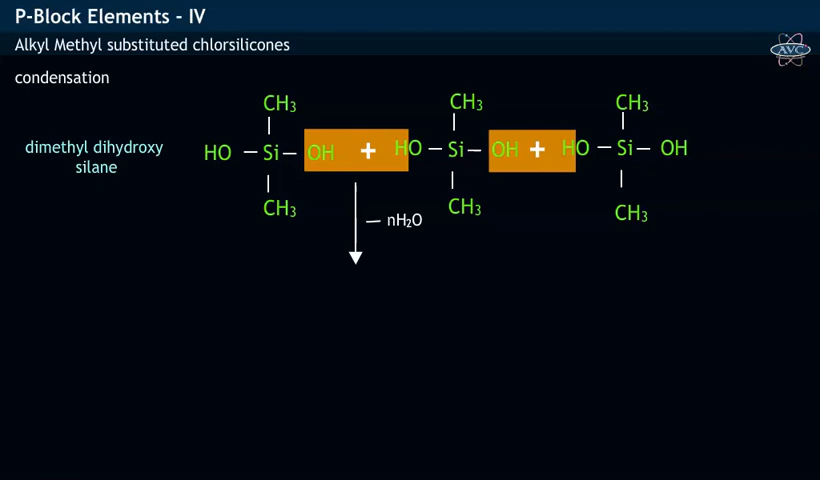 P-Block Elements - IV
Alkyl Methyl substituted chlorsilicones
AVC
condensation
CH₃ CH₃ CH₃
dimethyl dihydroxy
silane
HO – Si – OH + HO – Si – OH + HO – Si – OH
CH₃ CH₃ CH₃
– nH₂O